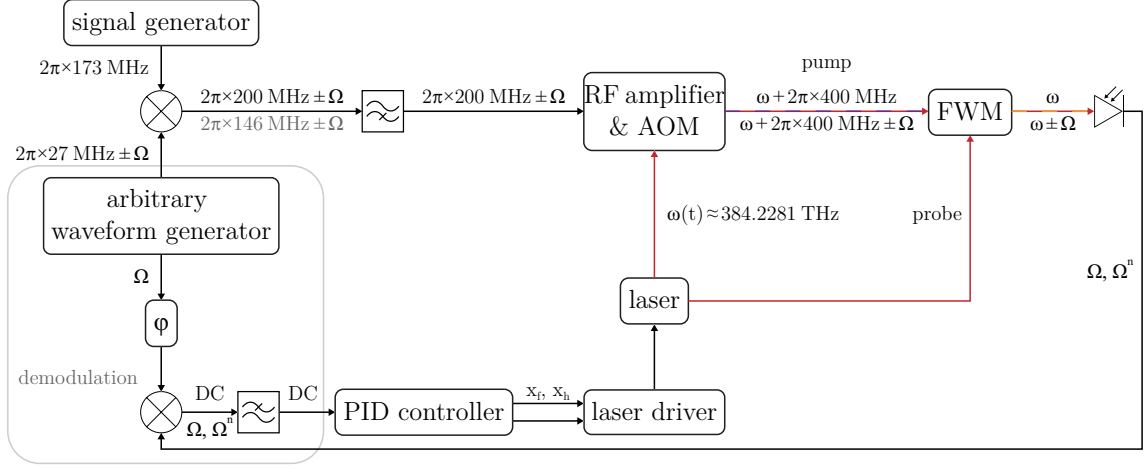 signal generator
2π×173 MHz
pump
2π×200 MHz ± Ω
2π×146 MHz ± Ω
2π×200 MHz ± Ω
RF amplifier
& AOM
ω+2π×400 MHz
ω+2π×400 MHz ± Ω
FWM
ω
ω±Ω
2π×27 MHz ± Ω
arbitrary
waveform generator
ω(t) ≈ 384.2281 THz
probe
Ω
Ω, Ωⁿ
laser
φ
demodulation
DC
Ω, Ωⁿ
DC
PID controller
x_f, x_h
laser driver